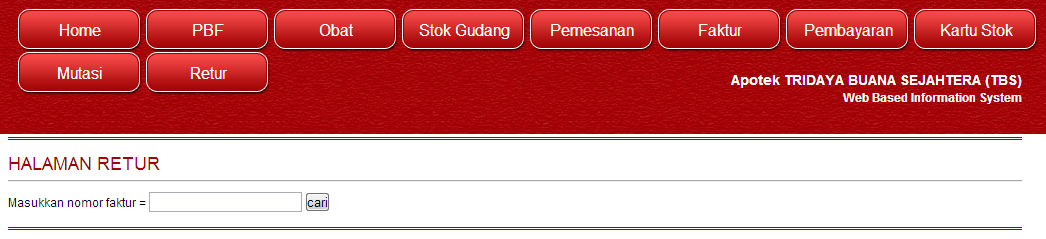 Home PBF Obat Stok Gudang Pemesanan Faktur Pembayaran Kartu Stok
Mutasi Retur
Apotek TRIDAYA BUANA SEJAHTERA (TBS)
Web Based Information System
HALAMAN RETUR
Masukkan nomor faktur = cari